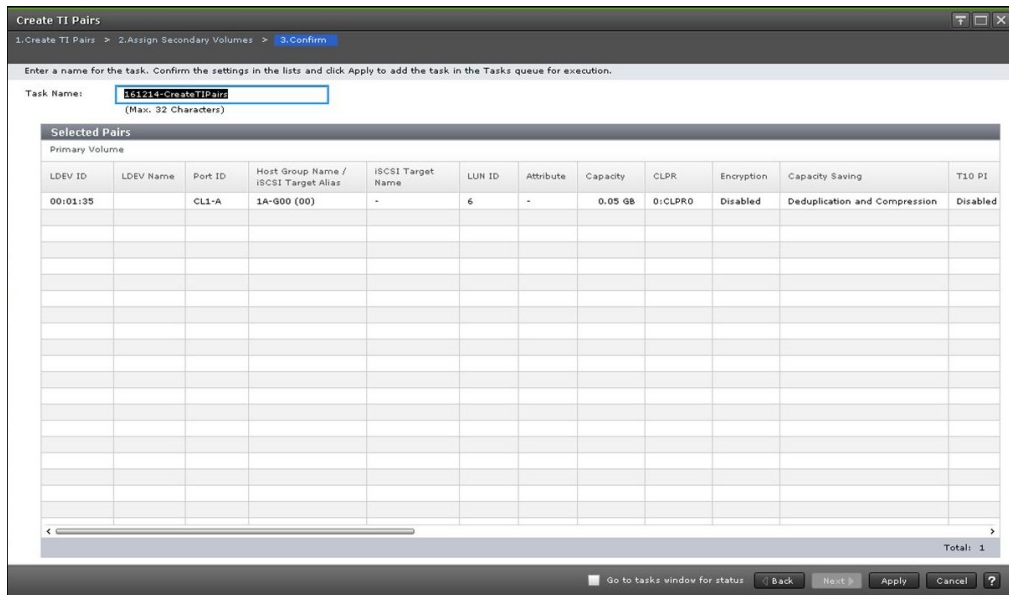 Create TI Pairs
1.Create TI Pairs > 2.Assign Secondary Volumes > 3.Confirm
Enter a name for the task. Confirm the settings in the lists and click Apply to add the task in the Tasks queue for execution.
Task Name: 161214-CreateTIPairs
(Max. 32 Characters)
Selected Pairs
Primary Volume
LDEV ID LDEV Name Port ID Host Group Name / iSCSI Target Alias iSCSI Target Name LUN ID Attribute Capacity CLPR Encryption Capacity Saving T10 PI
00:01:35 CL1-A 1A-G00 (00) - 6 - 0.05 GB 0:CLPR0 Disabled Deduplication and Compression Disabled
Total: 1
Go to tasks window for status Back Next Apply Cancel ?